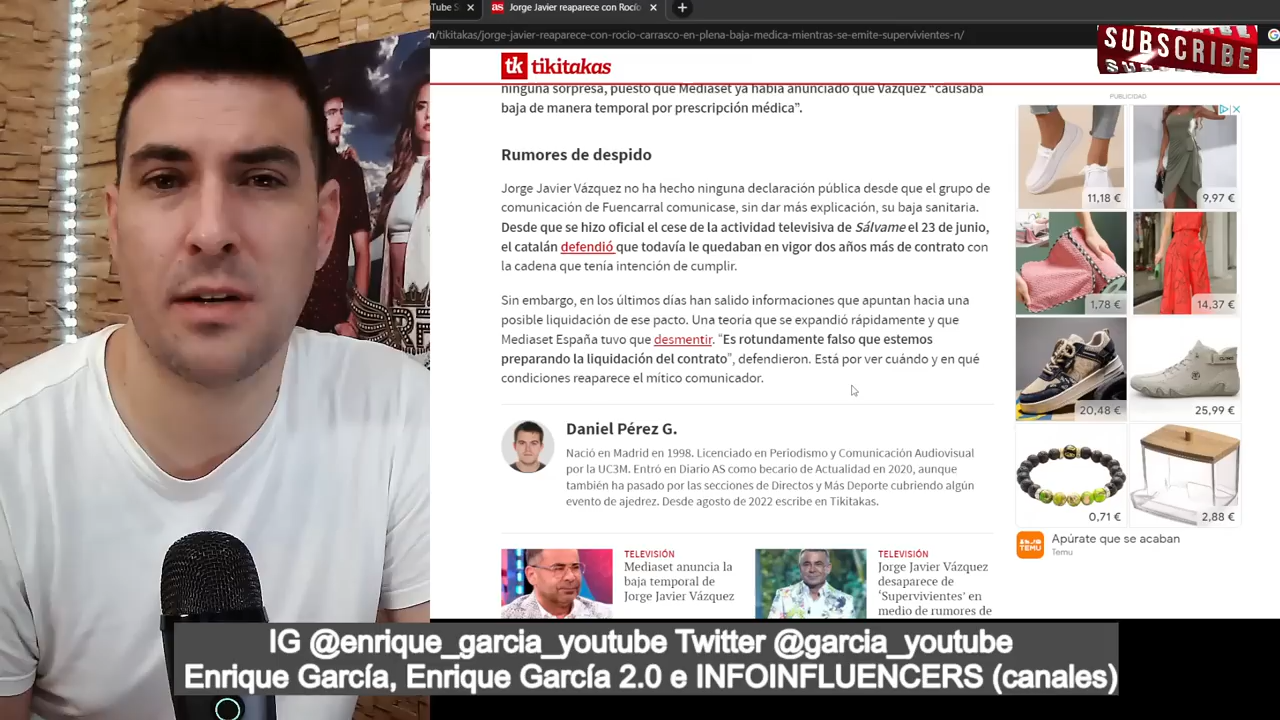 uTube S
Jorge Javier reaparece con Rocío
n/tikitakas/jorge-javier-reaparece-con-rocio-carrasco-en-plena-baja-medica-mientras-se-emite-supervivientes-n/
SUBSCRIBE
tk tikitakas
ninguna sorpresa, puesto que Mediaset ya había anunciado que Vázquez “causaba
baja de manera temporal por prescripción médica”.
Rumores de despido
Jorge Javier Vázquez no ha hecho ninguna declaración pública desde que el grupo de
comunicación de Fuencarral comunicase, sin dar más explicación, su baja sanitaria.
Desde que se hizo oficial el cese de la actividad televisiva de Sálvame el 23 de junio,
el catalán defendió que todavía le quedaban en vigor dos años más de contrato con
la cadena que tenía intención de cumplir.
Sin embargo, en los últimos días han salido informaciones que apuntan hacia una
posible liquidación de ese pacto. Una teoría que se expandió rápidamente y que
Mediaset España tuvo que desmentir. “Es rotundamente falso que estemos
preparando la liquidación del contrato”, defendieron. Está por ver cuándo y en qué
condiciones reaparece el mítico comunicador.
Daniel Pérez G.
Nació en Madrid en 1998. Licenciado en Periodismo y Comunicación Audiovisual
por la UC3M. Entró en Diario AS como becario de Actualidad en 2020, aunque
también ha pasado por las secciones de Directos y Más Deporte cubriendo algún
evento de ajedrez. Desde agosto de 2022 escribe en Tikitakas.
TELEVISIÓN
Mediaset anuncia la
baja temporal de
Jorge Javier Vázquez
TELEVISIÓN
Jorge Javier Vázquez
desaparece de
‘Supervivientes’ en
medio de rumores de
PUBLICIDAD
11,18 €
9,97 €
1,78 €
14,37 €
20,48 €
25,99 €
0,71 €
2,88 €
TEMU
Apúrate que se acaban
Temu
IG @enrique_garcia_youtube Twitter @garcia_youtube
Enrique García, Enrique García 2.0 e INFOINFLUENCERS (canales)